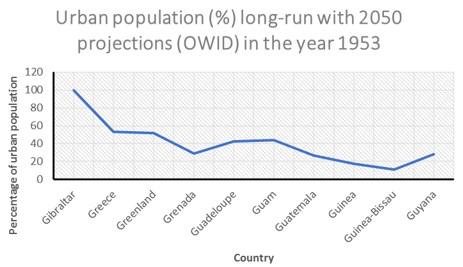 Urban population (%) long-run with 2050
projections (OWID) in the year 1953
Percentage of urban population
120
100
80
60
40
20
0
Gibraltar
Greece
Greenland
Grenada
Guadeloupe
Guam
Guatemala
Guinea
Guinea-Bissau
Guyana
Country